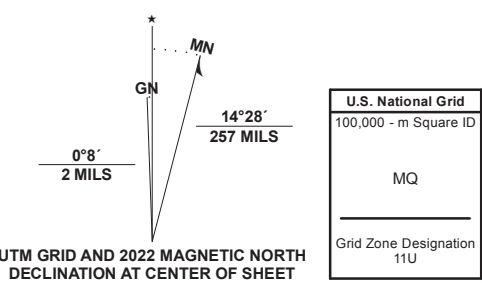 ★
MN
GN
14°28´
257 MILS
0°8´
2 MILS
UTM GRID AND 2022 MAGNETIC NORTH
DECLINATION AT CENTER OF SHEET
U.S. National Grid
100,000 - m Square ID
MQ
Grid Zone Designation
11U